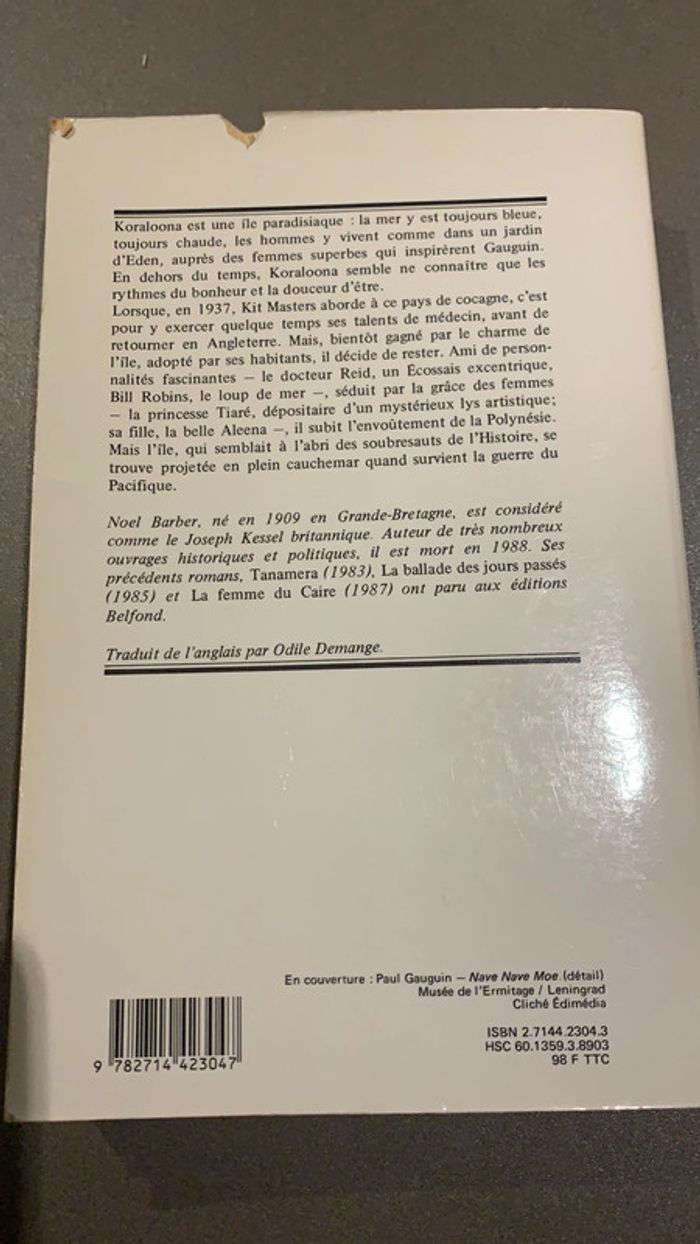 Koraloona est une île paradisiaque : la mer y est toujours bleue,
toujours chaude, les hommes y vivent comme dans un jardin
d'Eden, auprès des femmes superbes qui inspirèrent Gauguin.
En dehors du temps, Koraloona semble ne connaître que les
rythmes du bonheur et la douceur d'être.
Lorsque, en 1937, Kit Masters aborde à ce pays de cocagne, c'est
pour y exercer quelque temps ses talents de médecin, avant de
retourner en Angleterre. Mais, bientôt gagné par le charme de
l'île, adopté par ses habitants, il décide de rester. Ami de person-
nalités fascinantes — le docteur Reid, un Écossais excentrique,
Bill Robins, le loup de mer —, séduit par la grâce des femmes
— la princesse Tiaré, dépositaire d'un mystérieux lys artistique;
sa fille, la belle Aleena —, il subit l'envoûtement de la Polynésie.
Mais l'île, qui semblait à l'abri des soubresauts de l'Histoire, se
trouve projetée en plein cauchemar quand survient la guerre du
Pacifique.
Noel Barber, né en 1909 en Grande-Bretagne, est considéré
comme le Joseph Kessel britannique. Auteur de très nombreux
ouvrages historiques et politiques, il est mort en 1988. Ses
précédents romans, Tanamera (1983), La ballade des jours passés
(1985) et La femme du Caire (1987) ont paru aux éditions
Belfond.
Traduit de l'anglais par Odile Demange.
En couverture : Paul Gauguin — Nave Nave Moe (détail)
Musée de l'Ermitage / Leningrad
Cliché Édimédia
ISBN 2.7144.2304.3
HSC 60.1359.3.8903
98 F TTC
9 782714 423047